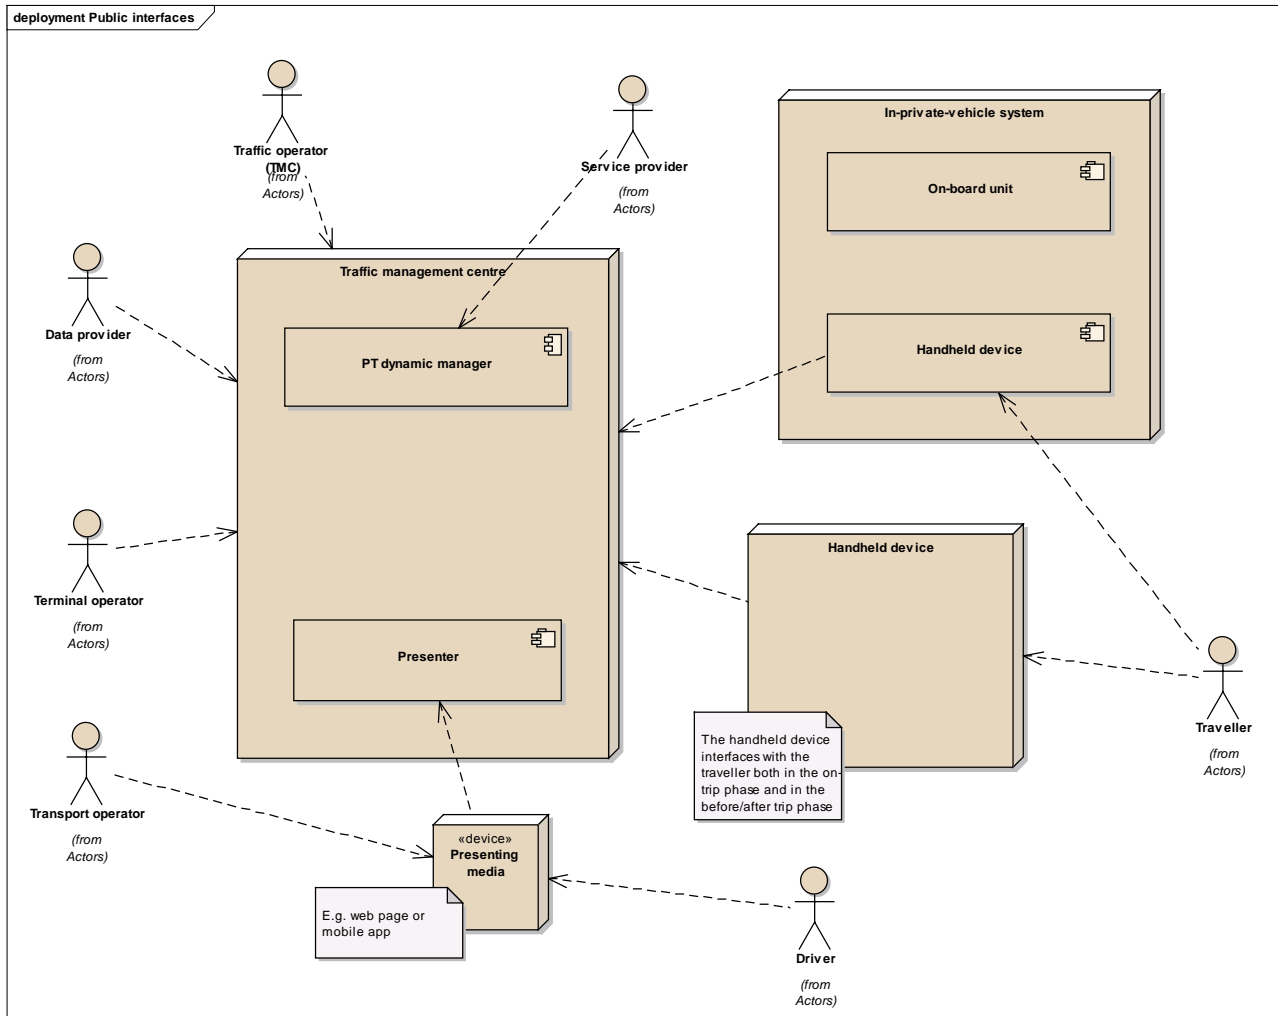 deployment Public interfaces
Traffic operator
(TMC)
(from
Actors)
Service provider
(from
Actors)
In-private-vehicle system
On-board unit
Handheld device
Data provider
(from
Actors)
Traffic management centre
PT dynamic manager
Terminal operator
(from
Actors)
Presenter
Handheld device
The handheld device
interfaces with the
traveller both in the on-
trip phase and in the
before/after trip phase
Traveller
(from
Actors)
Transport operator
(from
Actors)
«device»
Presenting
media
E.g. web page or
mobile app
Driver
(from
Actors)